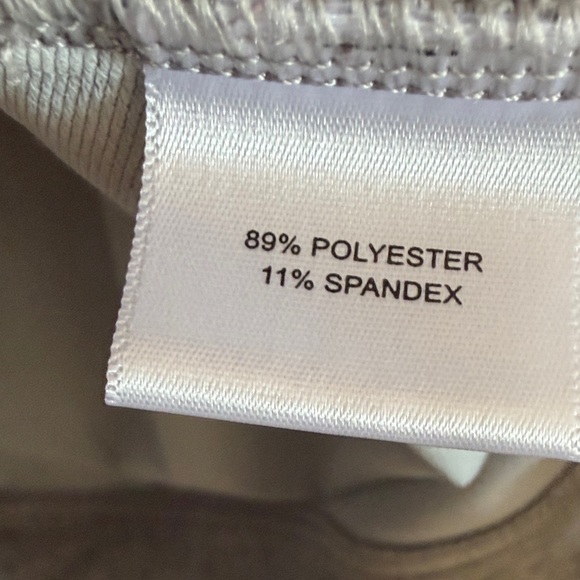 89% POLYESTER
11% SPANDEX